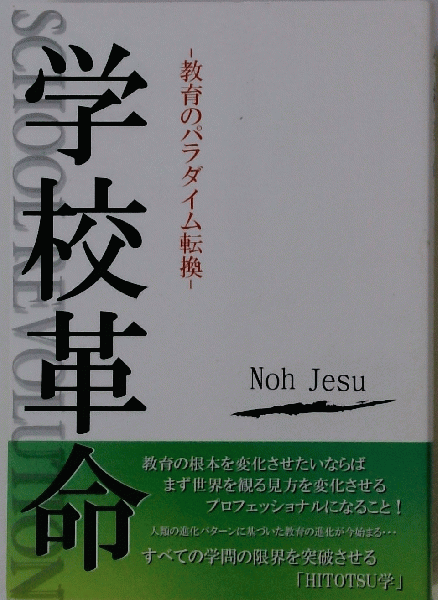 SCHOOL REVOLUTION
学校革命
-教育のパラダイム転換-
Noh Jesu
教育の根本を変化させたいならば
まず世界を観る見方を変化させる
プロフェッショナルになること！
人類の進化パターンに基づいた教育の進化が今始まる･･･
すべての学問の限界を突破させる
「HITOTSU学」